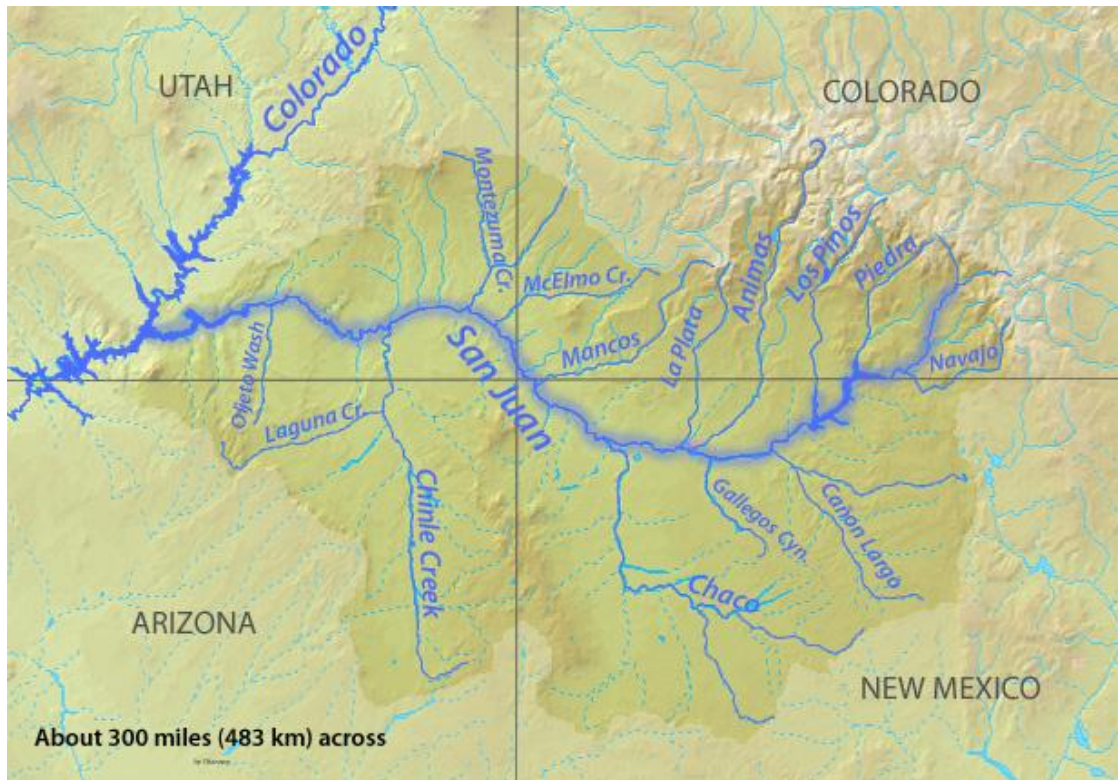 UTAH
Colorado
COLORADO
Montezuma Cr.
McElmo Cr.
Mancos
La Plata
Animas
Los Pinos
Piedra
Navajo
San Juan
Oljeto Wash
Laguna Cr.
Chinle Creek
Gallegos Cyn.
Cañon Largo
Chaco
ARIZONA
NEW MEXICO
About 300 miles (483 km) across